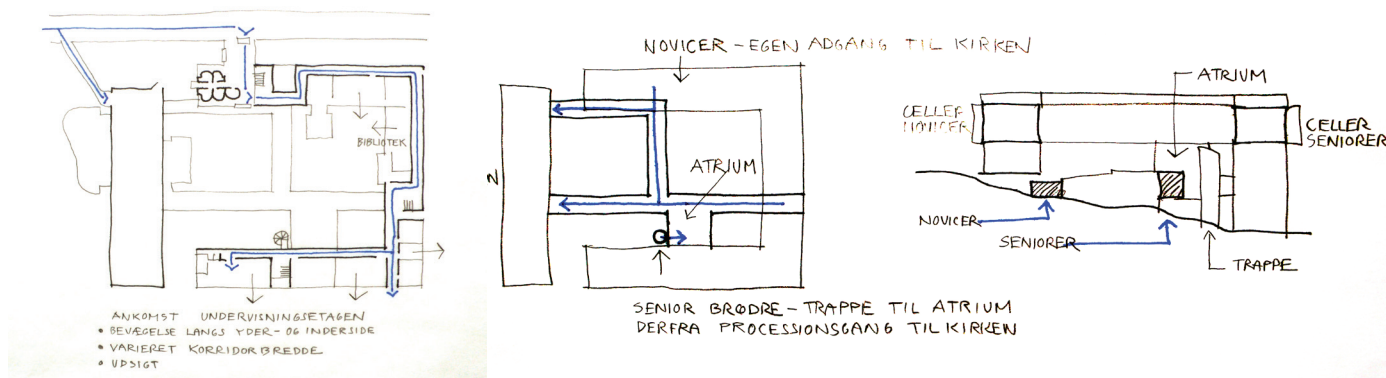 BIBLIOTEK
ANKOMST UNDERVISNINGSETAGEN
• BEVÆGELSE LANGS YDER-OG INDERSIDE
• VARIERET KORRIDORBREDDE
• UDSIGT
NOVICER - EGEN ADGANG TIL KIRKEN
ATRIUM
SENIOR BRØDRE - TRAPPE TIL ATRIUM
DERFRA PROCESSIONSGANG TIL KIRKEN
ATRIUM
CELLER
NOVICER
CELLER
SENIORER
NOVICER
SENIORER
TRAPPE